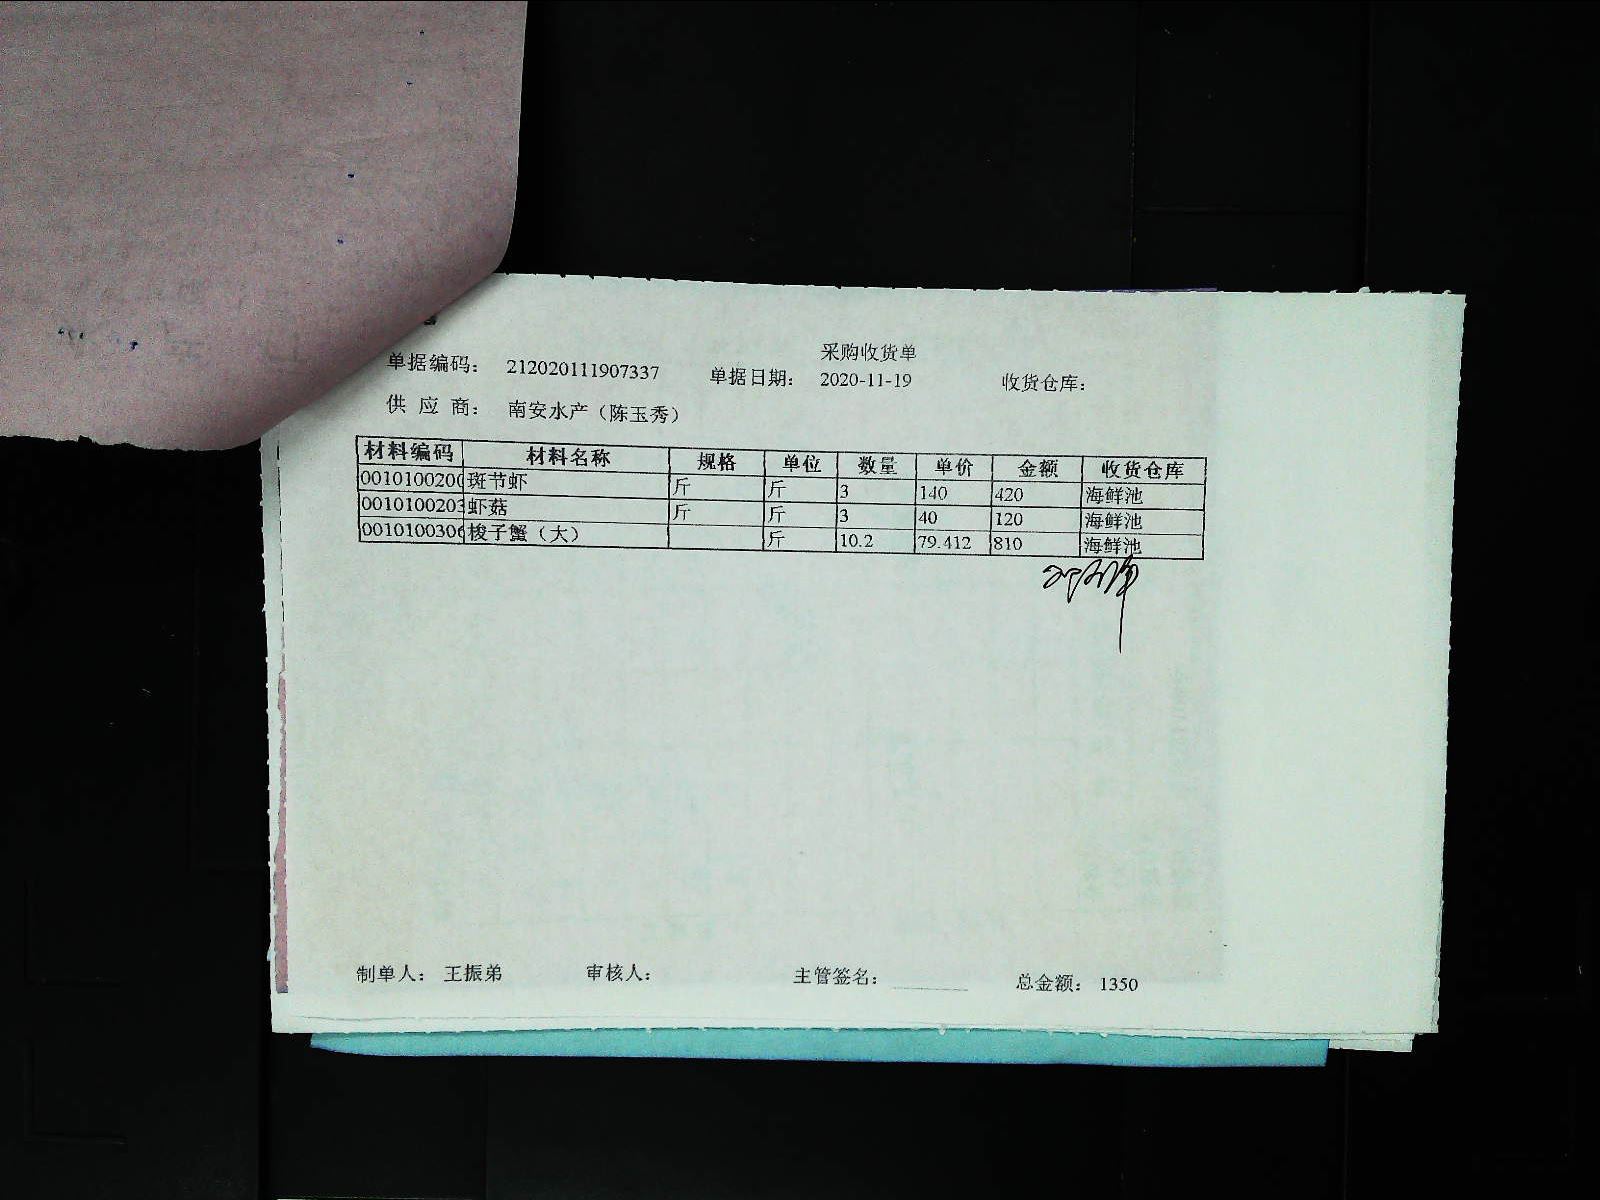 采购收货单
单据编码： 212020111907337 单据日期： 2020-11-19 收货仓库：
供 应 商： 南安水产（陈玉秀）
材料编码 材料名称 规格 单位 数量 单价 金额 收货仓库
0010100200 斑节虾 斤 斤 3 140 420 海鲜池
0010100203 虾菇 斤 斤 3 40 120 海鲜池
0010100306 梭子蟹（大） 斤 10.2 79.412 810 海鲜池
制单人： 王振弟 审核人： 主管签名： 总金额： 1350